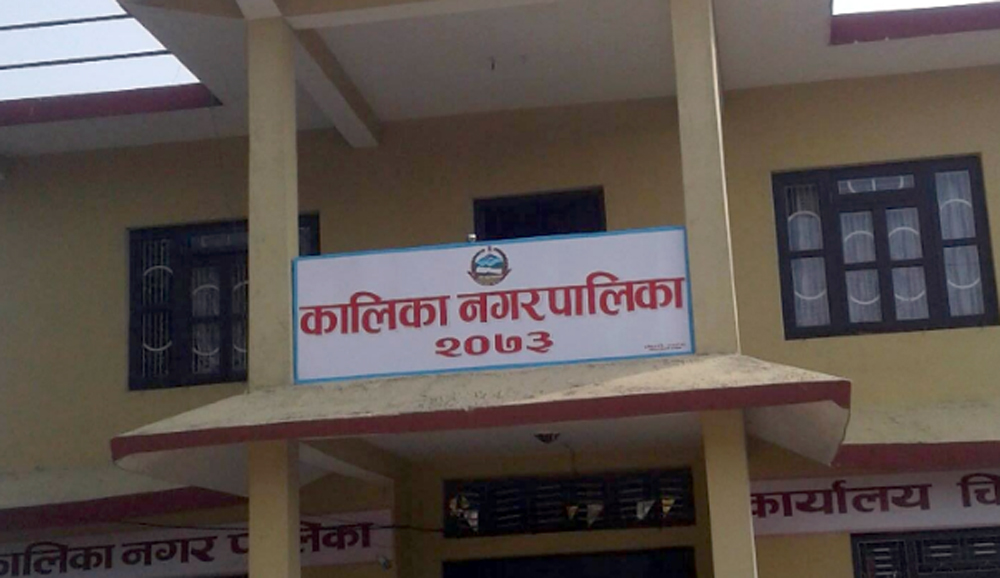 कालिका नगरपालिका
२०७३
कालिका नगर पालिका
कार्यालय चि